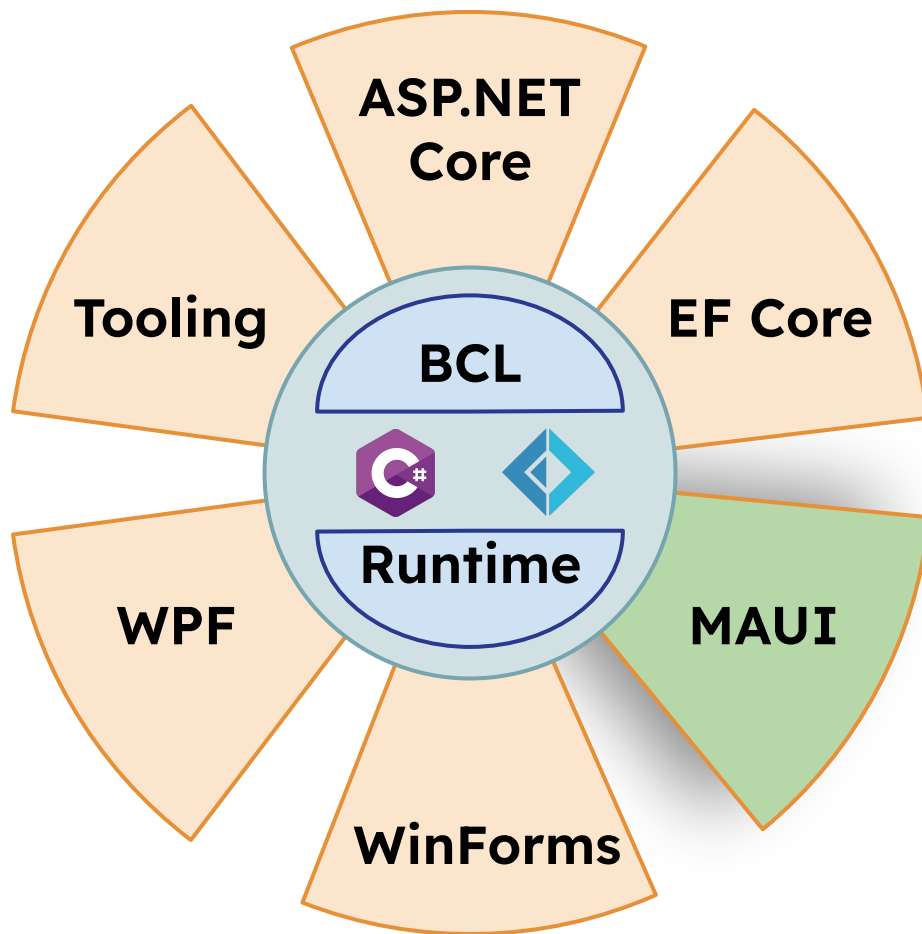 ASP.NET
Core
Tooling
EF Core
BCL
C#
Runtime
WPF
MAUI
WinForms